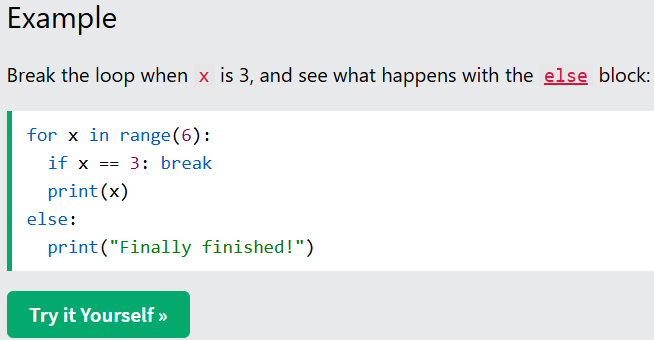 Example
Break the loop when x is 3, and see what happens with the else block:
for x in range(6):
  if x == 3: break
  print(x)
else:
  print("Finally finished!")
Try it Yourself »